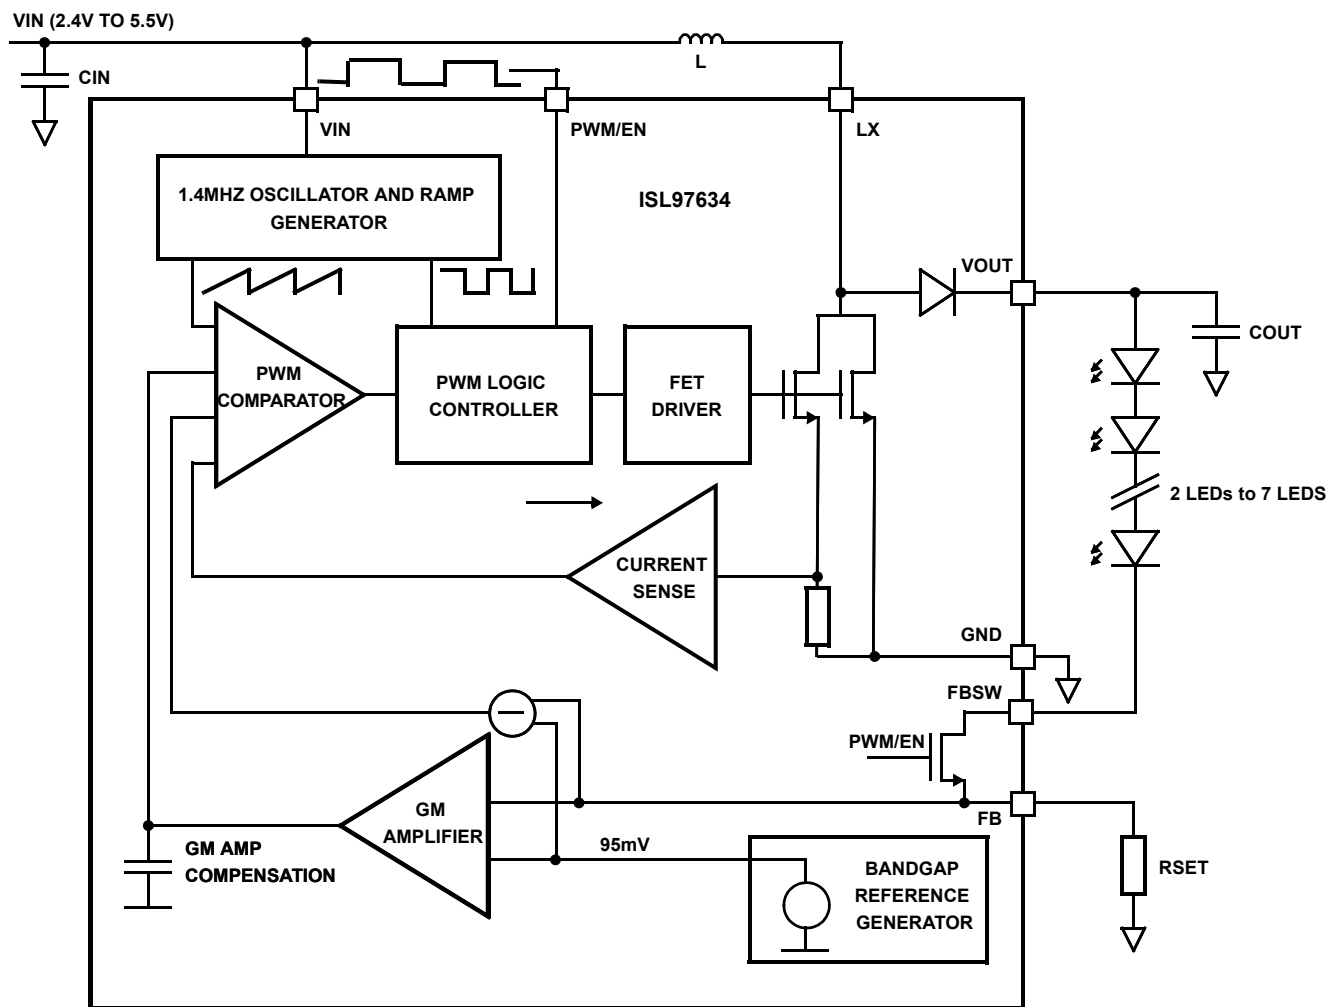 VIN (2.4V TO 5.5V)
CIN
L
VIN
PWM/EN
LX
1.4MHZ OSCILLATOR AND RAMP
GENERATOR
ISL97634
VOUT
COUT
PWM
COMPARATOR
PWM LOGIC
CONTROLLER
FET
DRIVER
2 LEDs to 7 LEDS
CURRENT
SENSE
GND
FBSW
PWM/EN
GM
AMPLIFIER
FB
95mV
GM AMP
COMPENSATION
BANDGAP
REFERENCE
GENERATOR
RSET